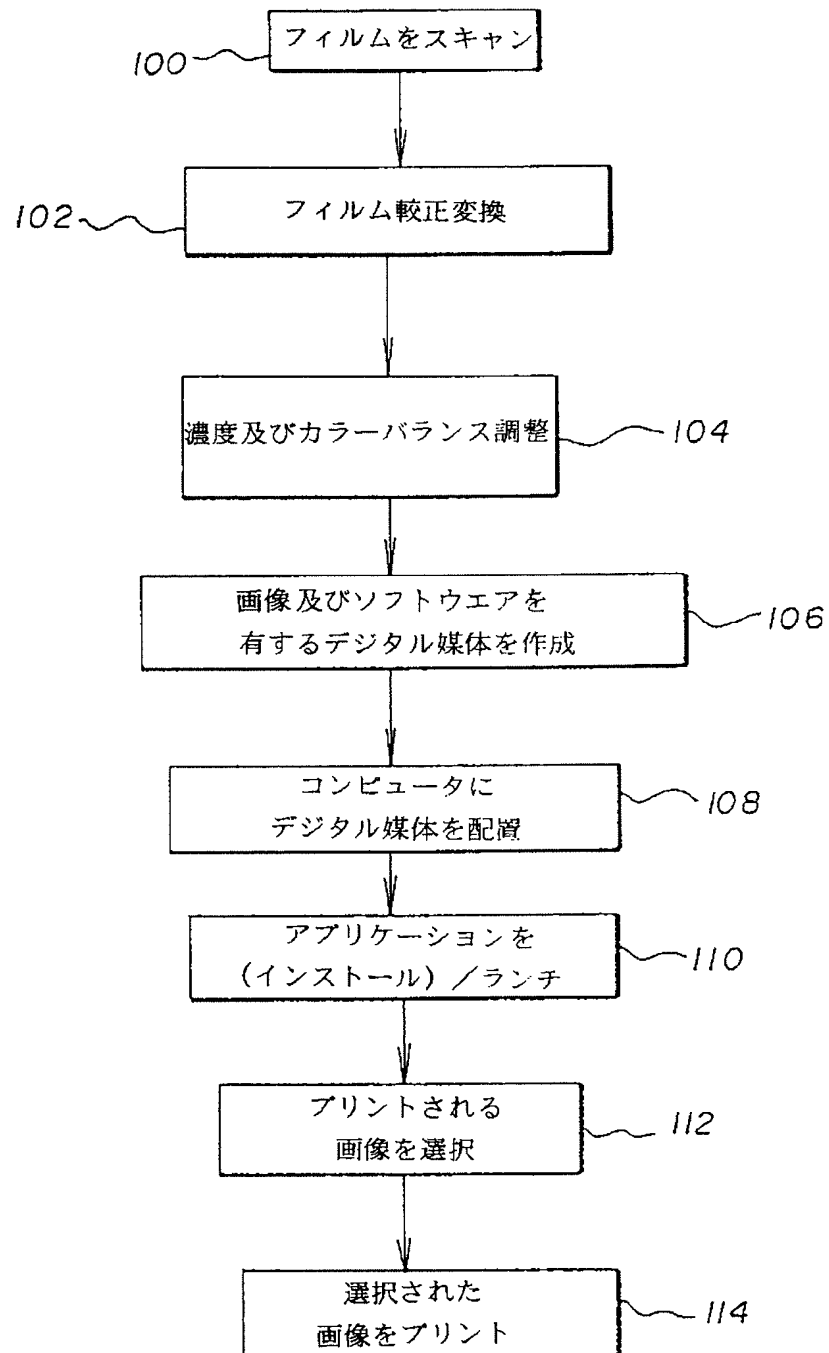 フィルムをスキャン
100
フィルム較正変換
102
濃度及びカラーバランス調整
104
画像及びソフトウエアを
有するデジタル媒体を作成
106
コンピュータに
デジタル媒体を配置
108
アプリケーションを
(インストール)／ランチ
110
プリントされる
画像を選択
112
選択された
画像をプリント
114